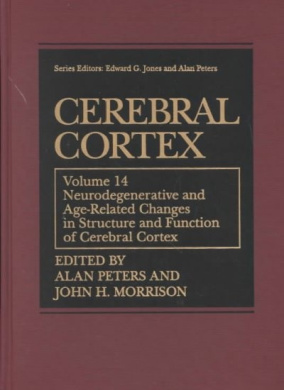 Series Editors: Edward G. Jones and Alan Peters
CEREBRAL
CORTEX
Volume 14
Neurodegenerative and
Age-Related Changes
in Structure and Function
of Cerebral Cortex
EDITED BY
ALAN PETERS AND
JOHN H. MORRISON